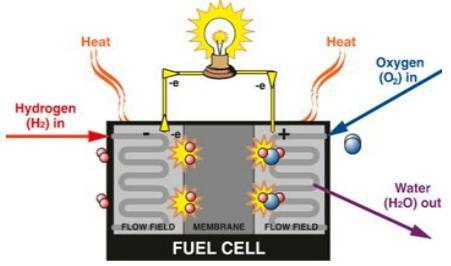 Heat
Heat
Oxygen
(O₂) in
-e
-e
Hydrogen
(H₂) in
-
-e
+
Water
(H₂O) out
FLOW FIELD
MEMBRANE
FLOW FIELD
FUEL CELL